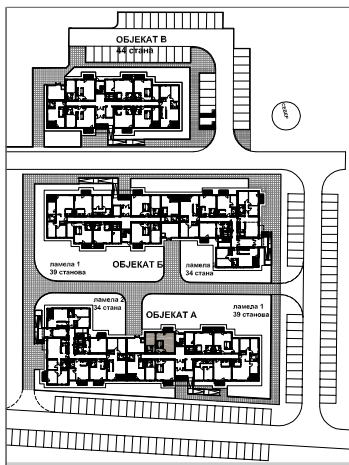 ОБЈЕКАТ В
44 стана
СЕВЕР
ламела 1
39 станова
ОБЈЕКАТ Б
ламела
34 стана
ламела 2
34 стана
ОБЈЕКАТ А
ламела 1
39 станова